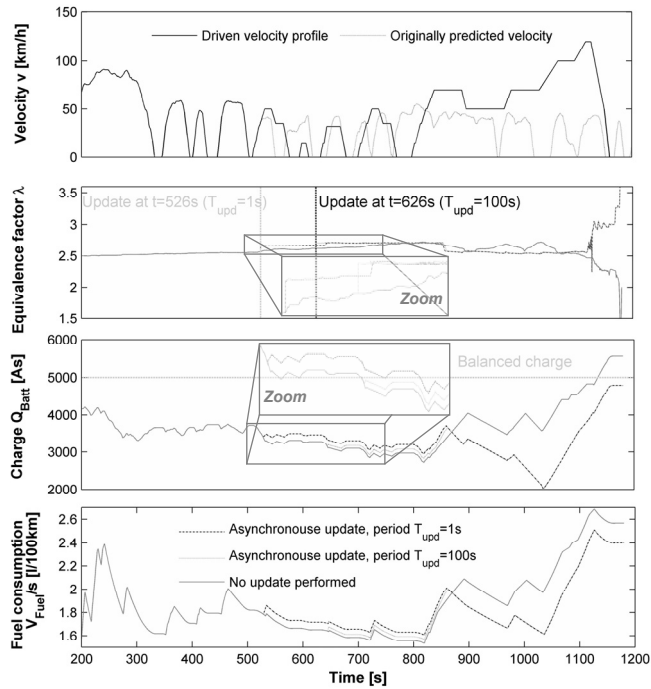 Velocity v [km/h]
150
100
50
0
Driven velocity profile
Originally predicted velocity
Equivalence factor λ
3.5
3
2.5
2
1.5
Update at t=526s (T_upd=1s)
Update at t=626s (T_upd=100s)
Zoom
Charge Q_Batt [As]
6000
5000
4000
3000
2000
Zoom
Balanced charge
Fuel consumption
V_Fuel/s [l/100km]
2.6
2.4
2.2
2
1.8
1.6
Asynchronouse update, period T_upd=1s
Asynchronouse update, period T_upd=100s
No update performed
200 300 400 500 600 700 800 900 1000 1100 1200
Time [s]